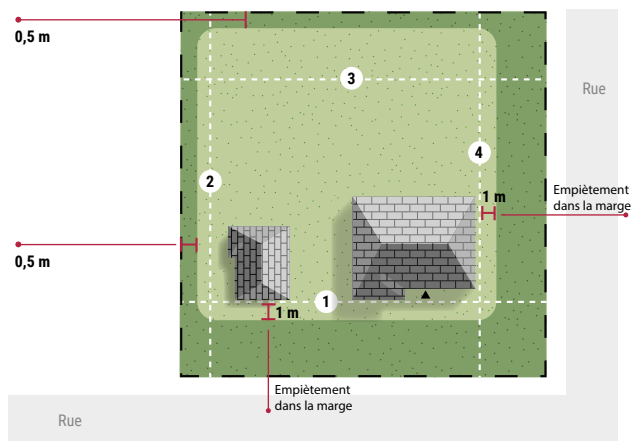 0,5 m
3
Rue
4
2
1 m
Empiètement
dans la marge
0,5 m
1
1 m
Empiètement
dans la marge
Rue